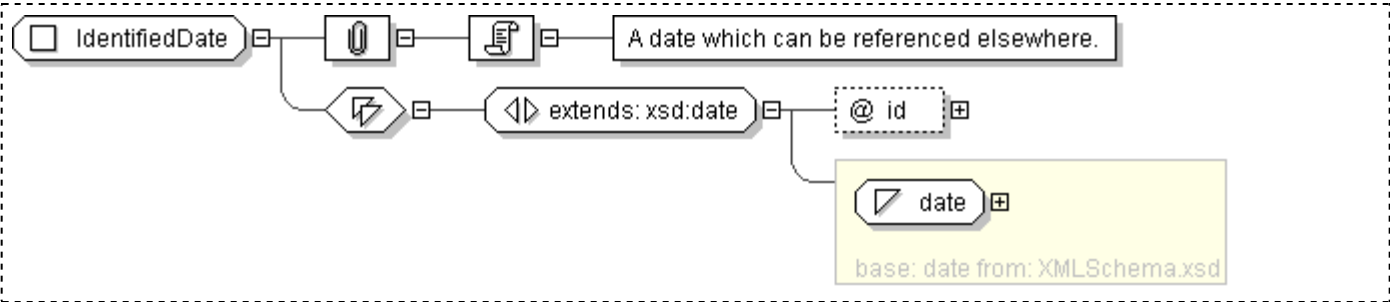 IdentifiedDate
A date which can be referenced elsewhere.
extends: xsd:date
@ id
date
base: date from: XMLSchema.xsd